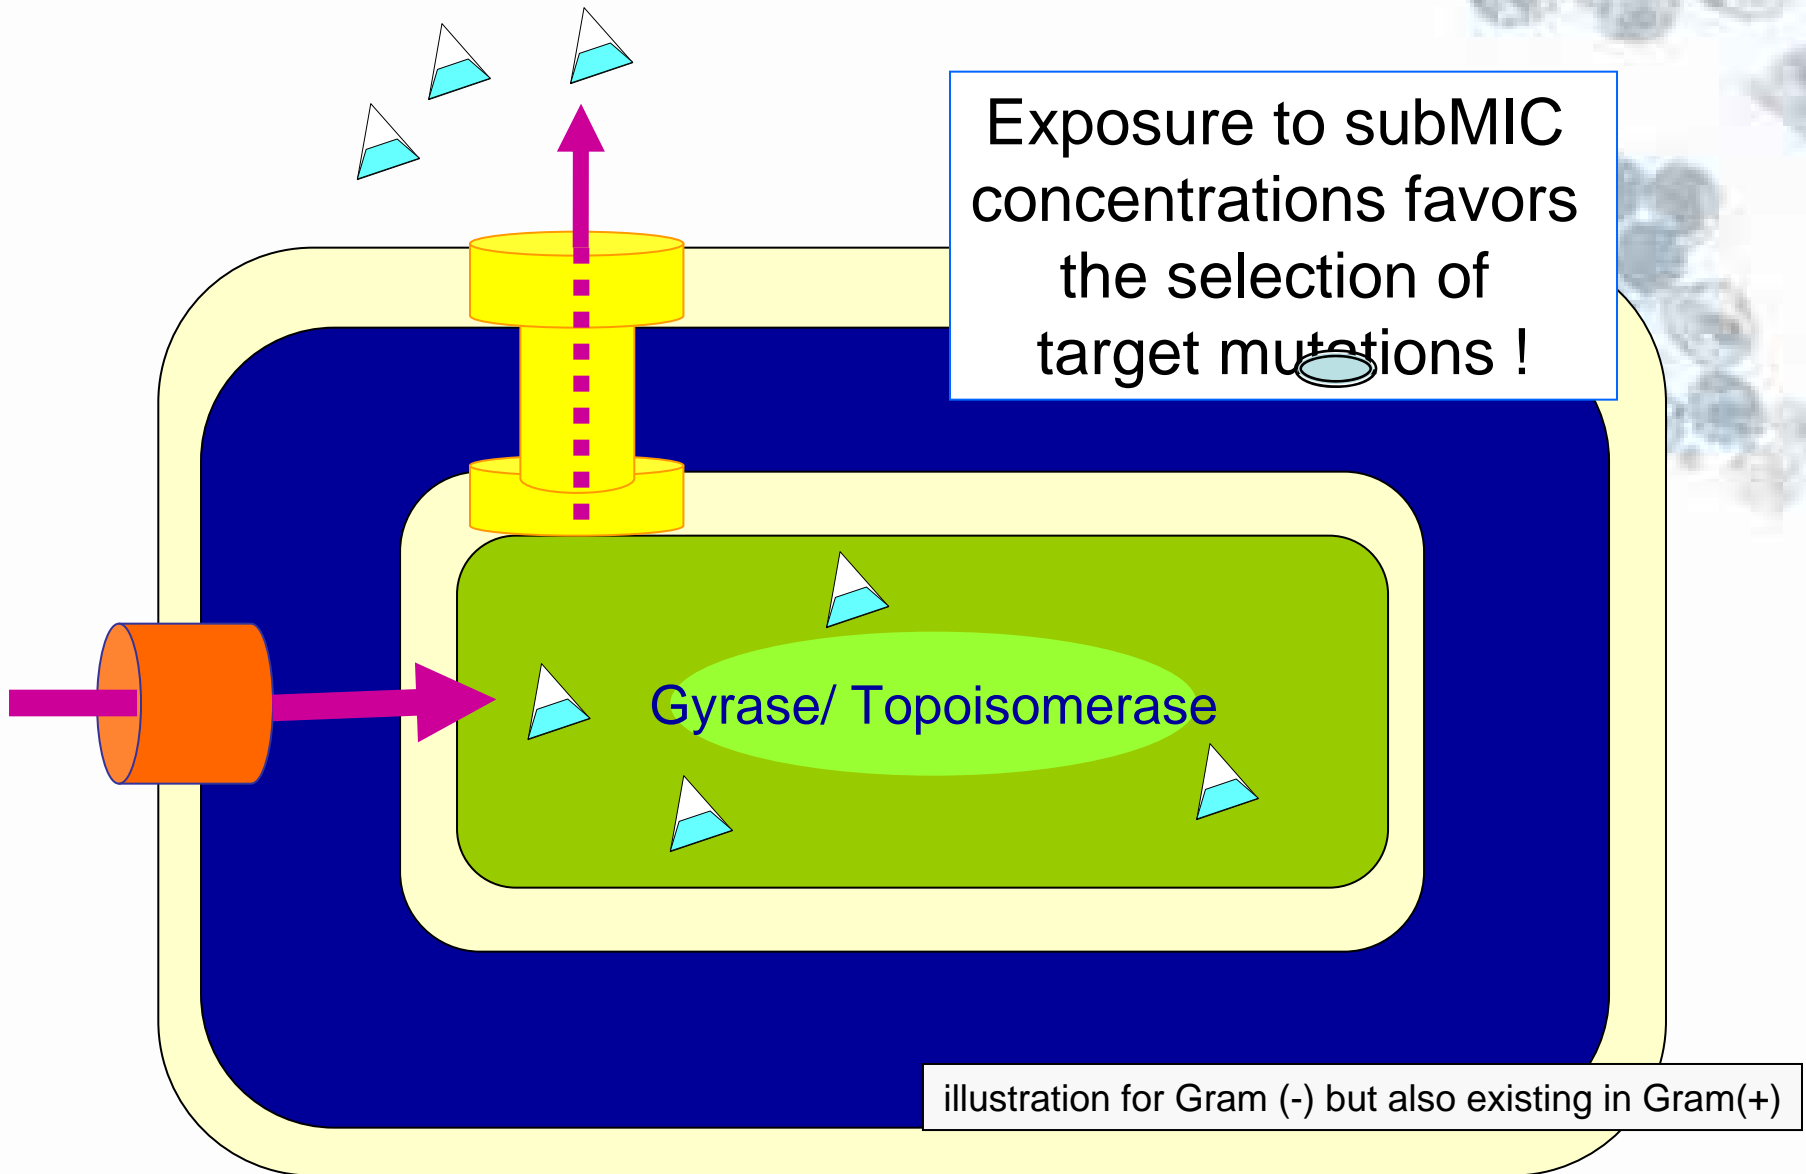 Exposure to subMIC
concentrations favors
the selection of
target mutations !
Gyrase/ Topoisomerase
illustration for Gram (-) but also existing in Gram(+)